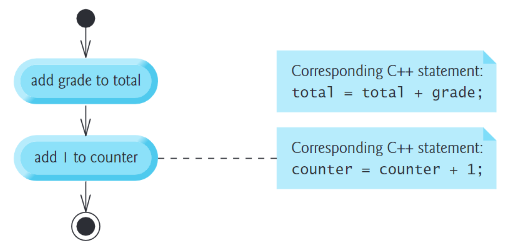 add grade to total
Corresponding C++ statement:
total = total + grade;
add 1 to counter
Corresponding C++ statement:
counter = counter + 1;